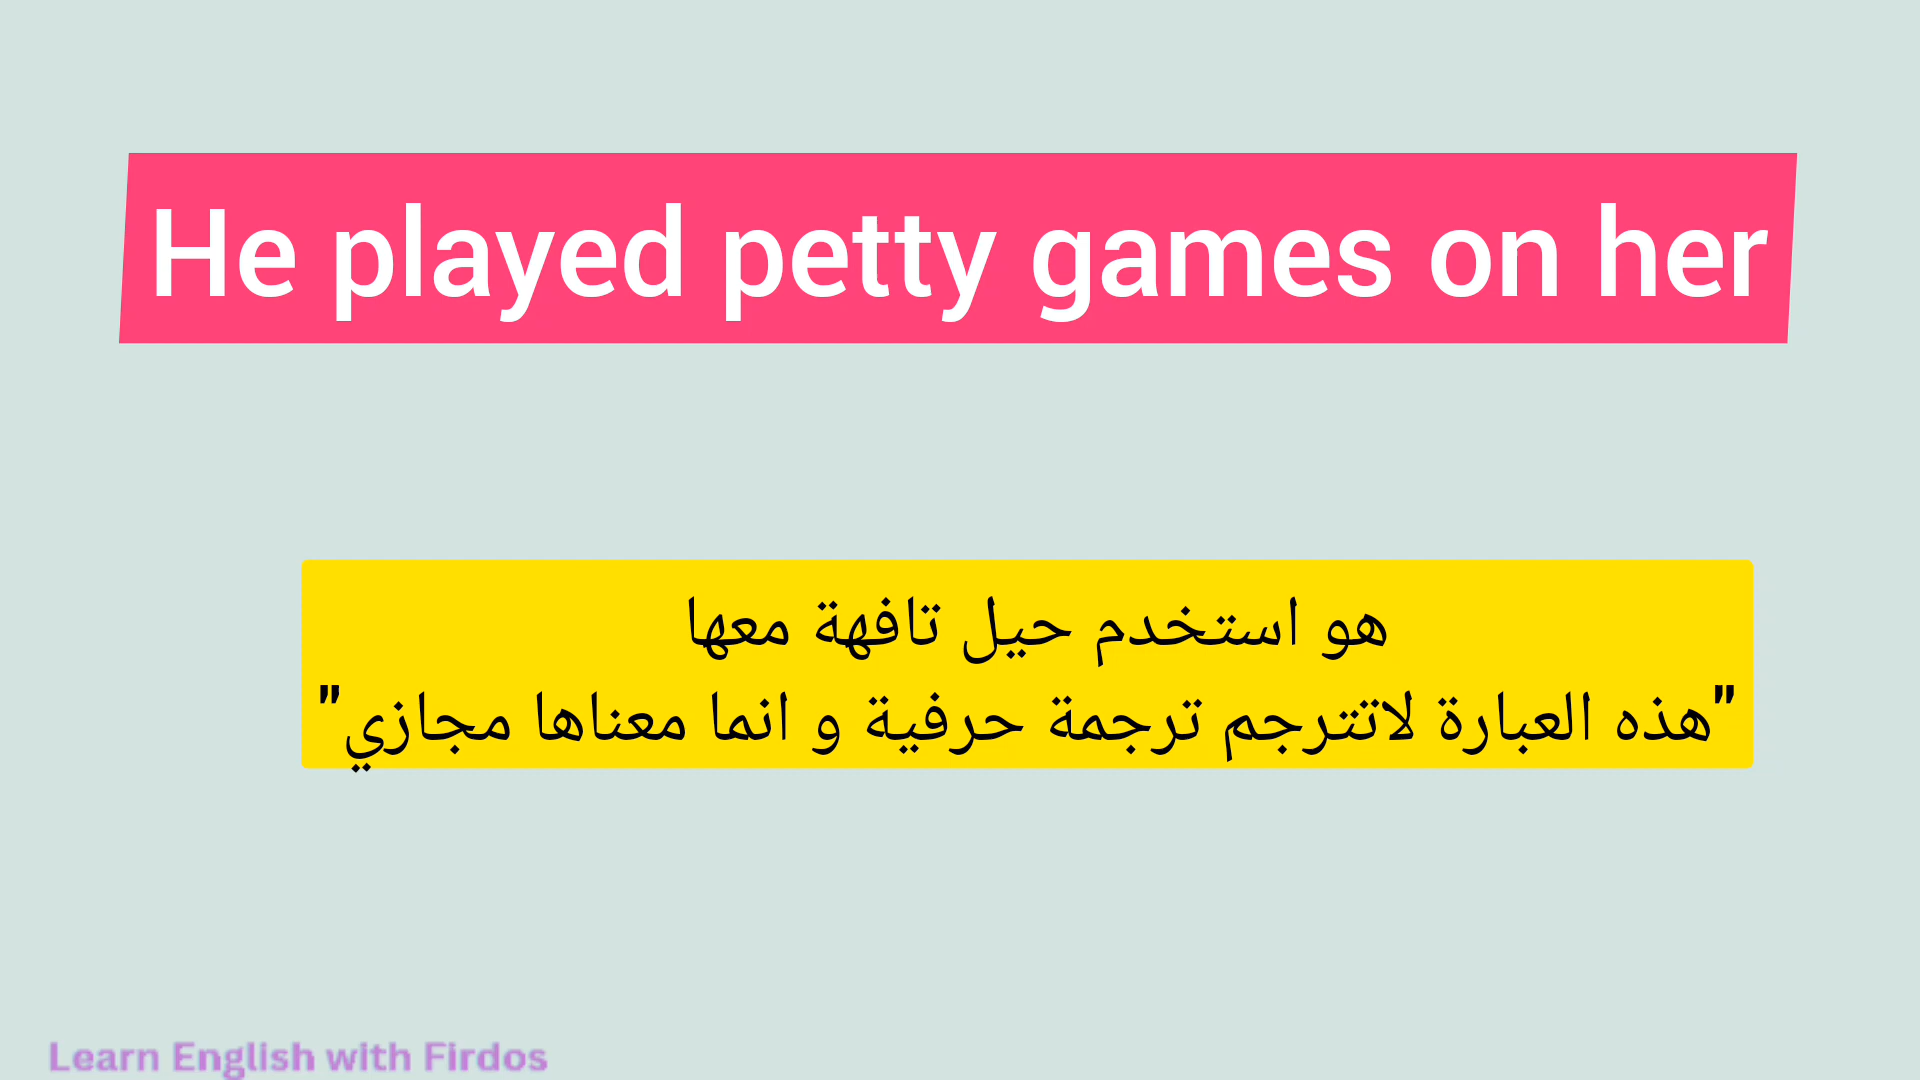 He played petty games on her
هو استخدم حيل تافهة معها
"هذه العبارة لاتترجم ترجمة حرفية و انما معناها مجازي"
Learn English with Firdos